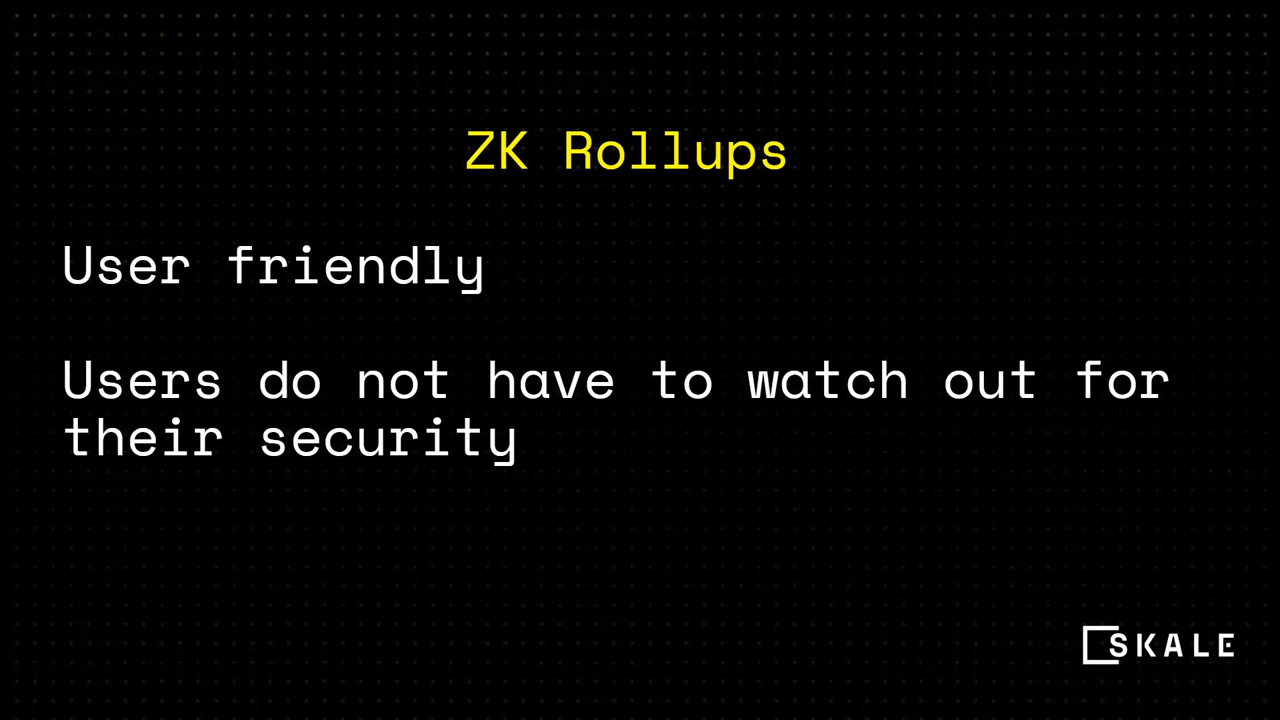 ZK Rollups
User friendly
Users do not have to watch out for
their security
SKALE